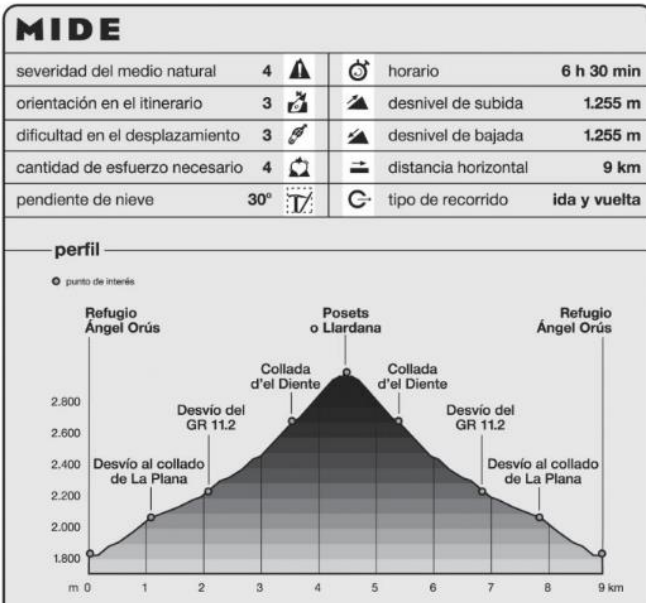 MIDE
severidad del medio natural 4 horario 6 h 30 min
orientación en el itinerario 3 desnivel de subida 1.255 m
dificultad en el desplazamiento 3 desnivel de bajada 1.255 m
cantidad de esfuerzo necesario 4 distancia horizontal 9 km
pendiente de nieve 30º tipo de recorrido ida y vuelta
perfil
punto de interés
Refugio Posets Refugio
Ángel Orús o Llardana Ángel Orús
Collada Collada
d'el Diente d'el Diente
2.800
Desvío del Desvío del
GR 11.2 GR 11.2
2.600
2.400
Desvío al collado Desvío al collado
de La Plana de La Plana
2.200
2.000
1.800
m 0 1 2 3 4 5 6 7 8 9 km